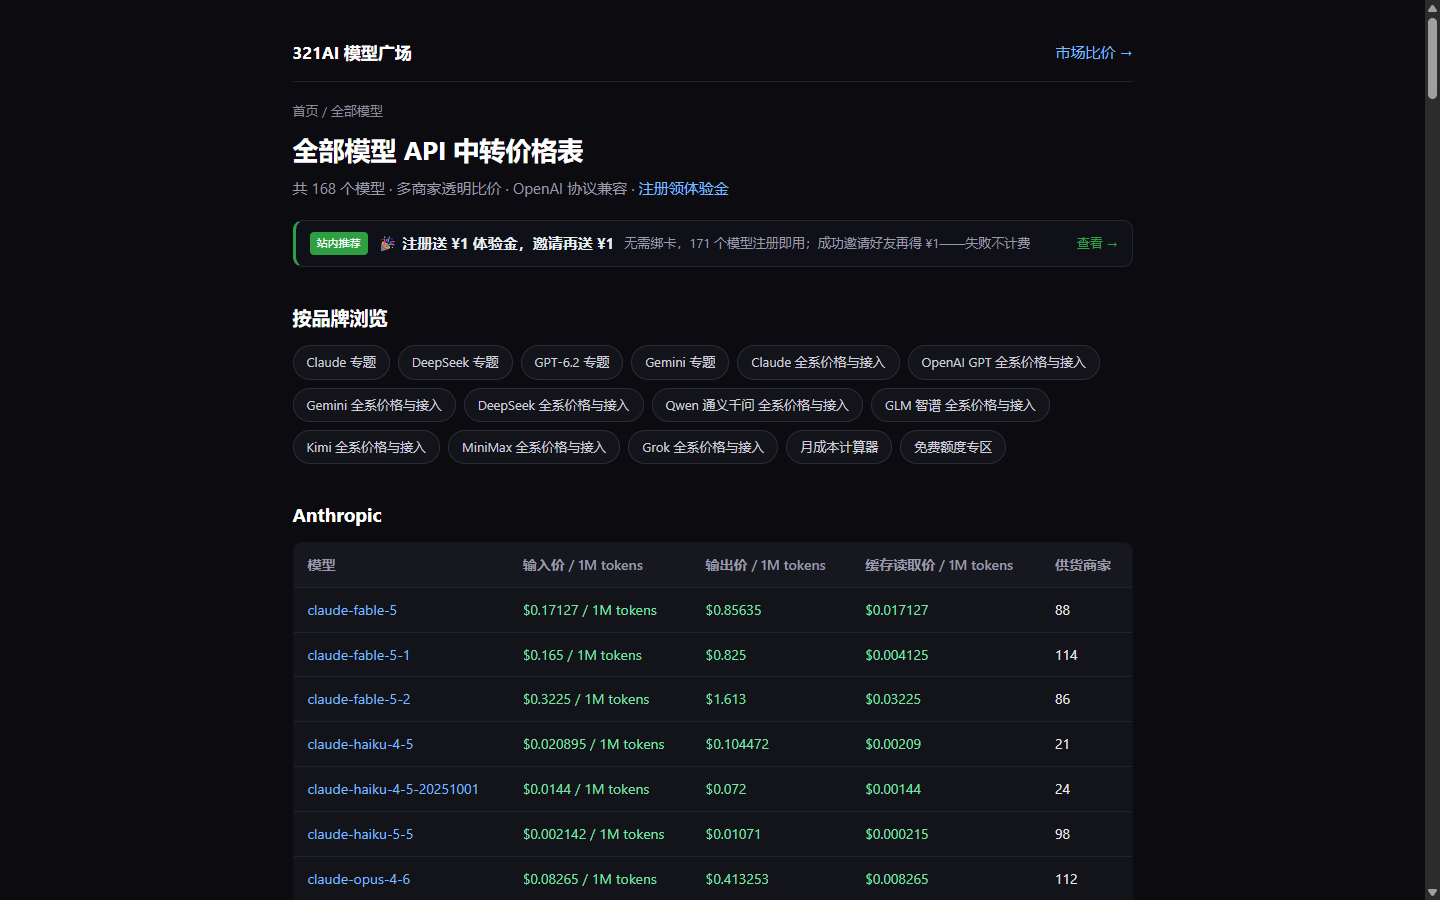 321AI 模型广场
市场比价 →
首页 / 全部模型
全部模型 API 中转价格表
共 168 个模型 · 多商家透明比价 · OpenAI 协议兼容 · 注册领体验金
站内推荐 🎉 注册送 ¥1 体验金，邀请再送 ¥1 无需绑卡，171 个模型注册即用；成功邀请好友再得 ¥1——失败不计费 查看 →
按品牌浏览
Claude 专题 DeepSeek 专题 GPT-6.2 专题 Gemini 专题 Claude 全系价格与接入 OpenAI GPT 全系价格与接入
Gemini 全系价格与接入 DeepSeek 全系价格与接入 Qwen 通义千问 全系价格与接入 GLM 智谱 全系价格与接入
Kimi 全系价格与接入 MiniMax 全系价格与接入 Grok 全系价格与接入 月成本计算器 免费额度专区
Anthropic
模型 输入价 / 1M tokens 输出价 / 1M tokens 缓存读取价 / 1M tokens 供货商家
claude-fable-5 $0.17127 / 1M tokens $0.85635 $0.017127 88
claude-fable-5-1 $0.165 / 1M tokens $0.825 $0.004125 114
claude-fable-5-2 $0.3225 / 1M tokens $1.613 $0.03225 86
claude-haiku-4-5 $0.020895 / 1M tokens $0.104472 $0.00209 21
claude-haiku-4-5-20251001 $0.0144 / 1M tokens $0.072 $0.00144 24
claude-haiku-5-5 $0.002142 / 1M tokens $0.01071 $0.000215 98
claude-opus-4-6 $0.08265 / 1M tokens $0.413253 $0.008265 112